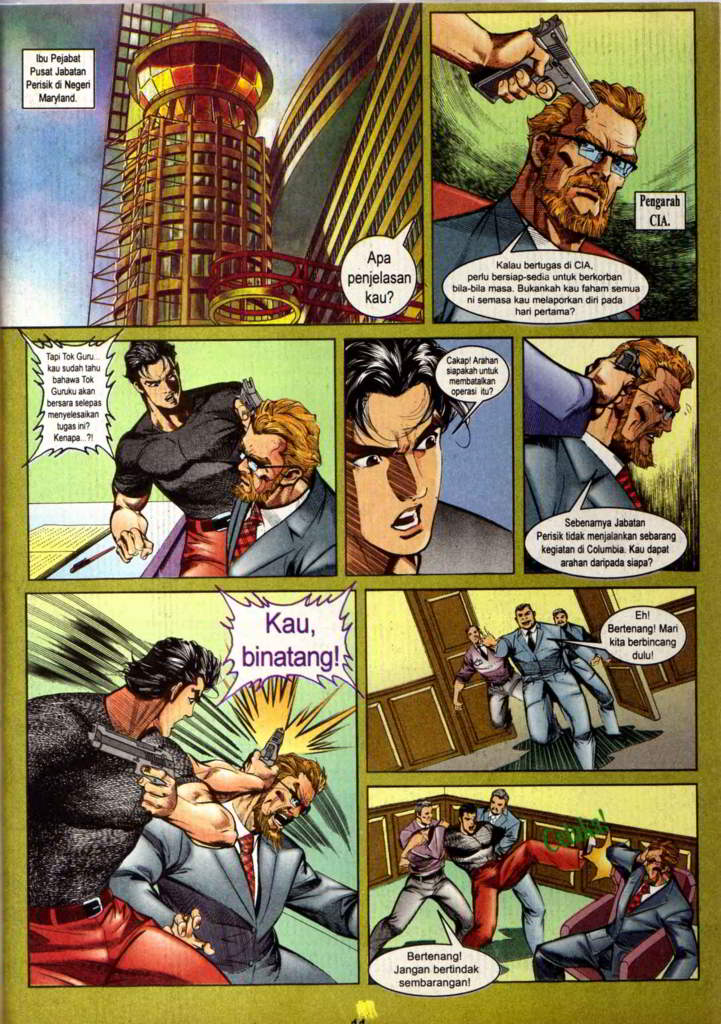 Ibu Pejabat
Pusat Jabatan
Perisik di Negeri
Maryland.
Apa
penjelasan
kau?
Pengarah
CIA.
Kalau bertugas di CIA,
perlu bersiap-sedia untuk berkorban
bila-bila masa. Bukankah kau faham semua
ni semasa kau melaporkan diri pada
hari pertama?
Tapi Tok Guru...
kau sudah tahu
bahawa Tok
Guruku akan
bersara selepas
menyelesaikan
tugas ini?
Kenapa...?!
Cakap! Arahan
siapakah untuk
membatalkan
operasi itu?
Sebenarnya Jabatan
Perisik tidak menjalankan sebarang
kegiatan di Columbia. Kau dapat
arahan daripada siapa?
Kau,
binatang!
Eh!
Bertenang! Mari
kita berbincang
dulu!
Bertenang!
Jangan bertindak
sembarangan!